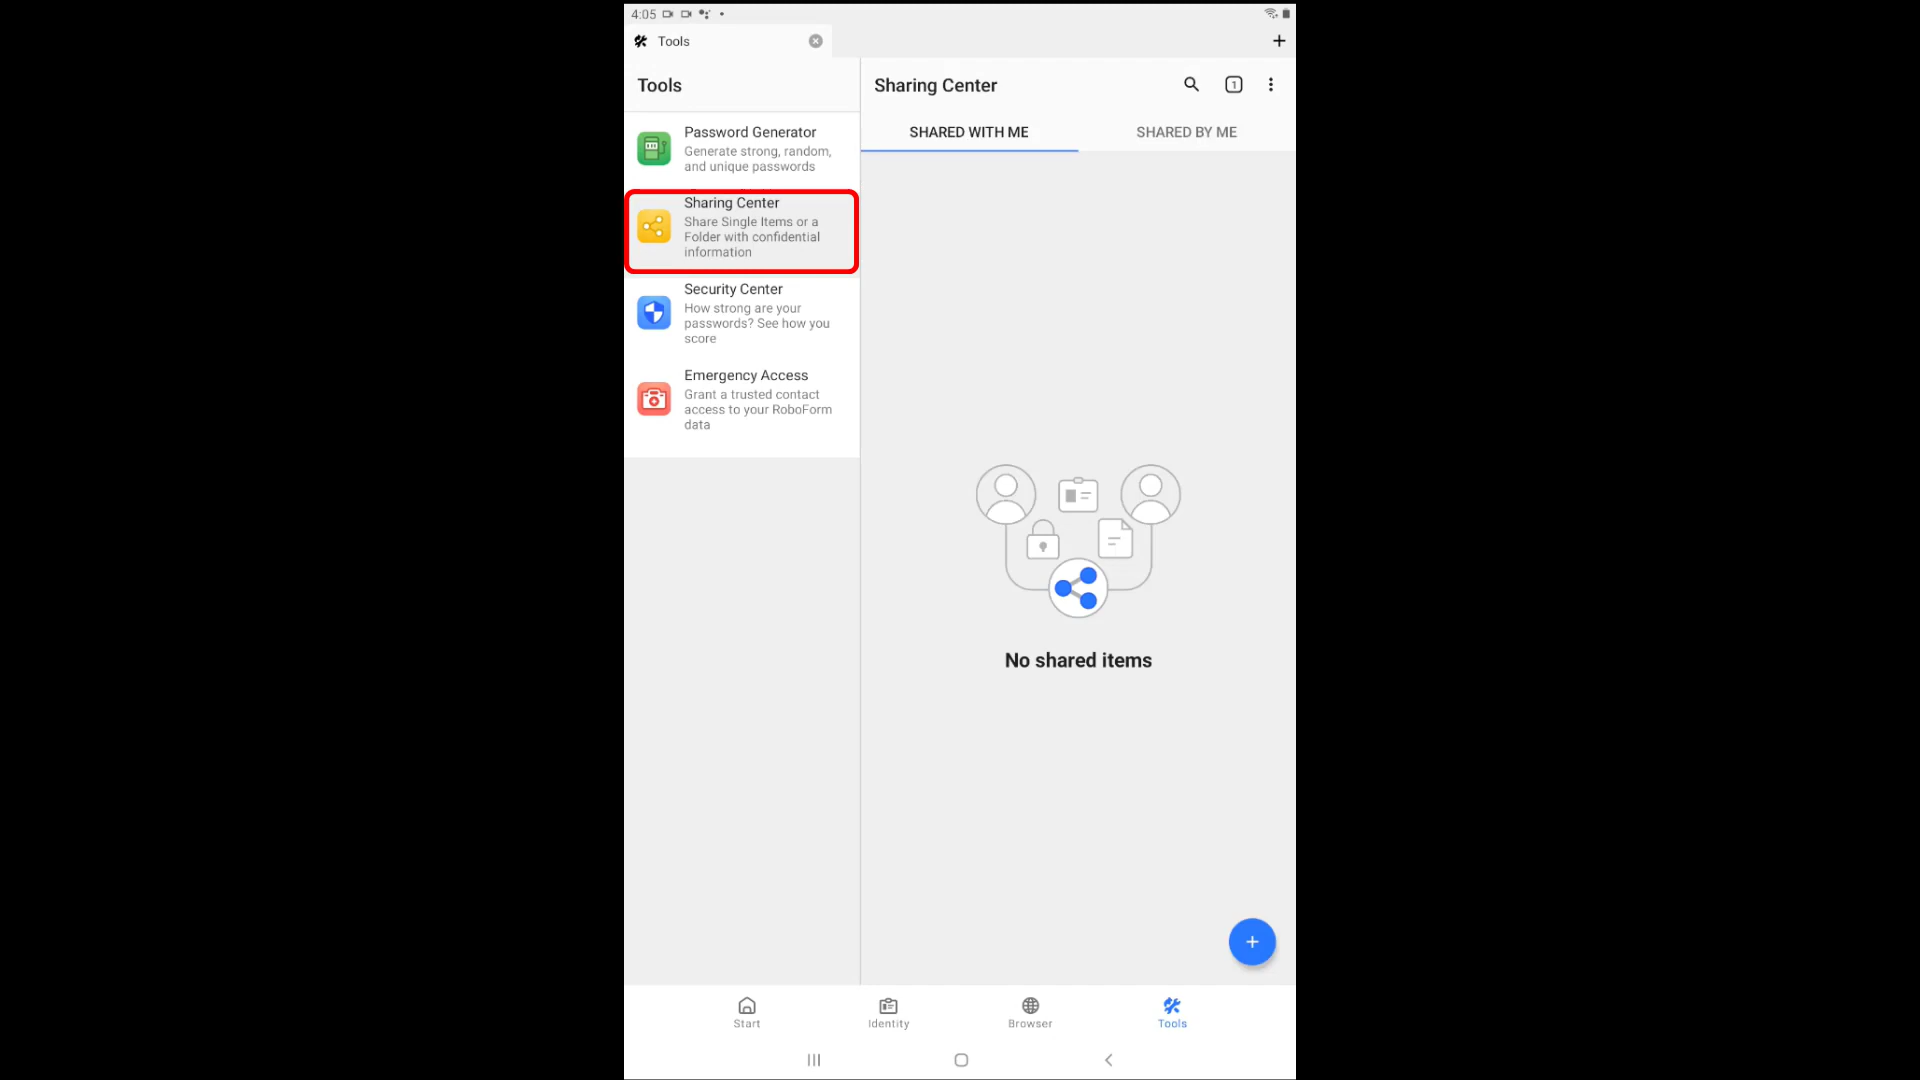 4:05
Tools
Tools
Password Generator
Generate strong, random,
and unique passwords
Sharing Center
Share Single Items or a
Folder with confidential
information
Security Center
How strong are your
passwords? See how you
score
Emergency Access
Grant a trusted contact
access to your RoboForm
data
Sharing Center
1
SHARED WITH ME
SHARED BY ME
No shared items
Start
Identity
Browser
Tools